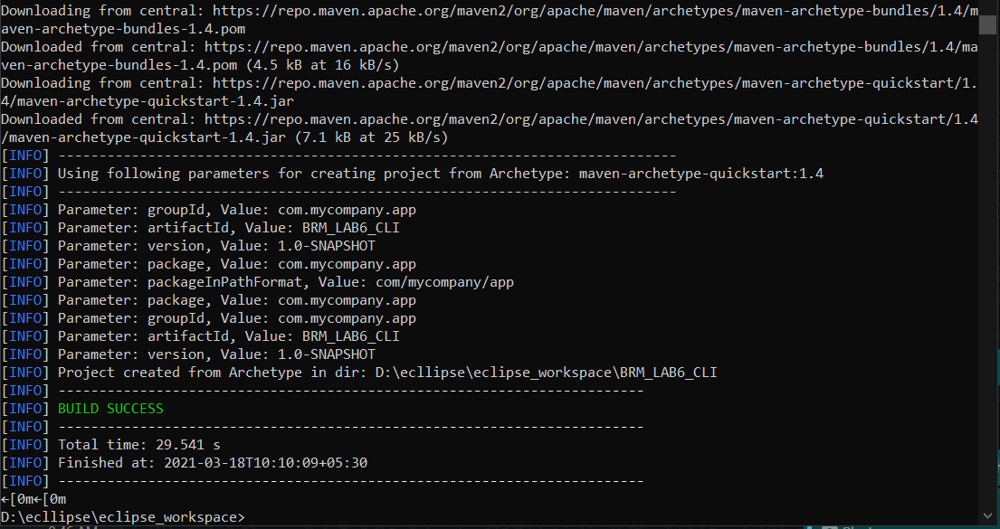 Downloading from central: https://repo.maven.apache.org/maven2/org/apache/maven/archetypes/maven-archetype-bundles/1.4/m
aven-archetype-bundles-1.4.pom
Downloaded from central: https://repo.maven.apache.org/maven2/org/apache/maven/archetypes/maven-archetype-bundles/1.4/ma
ven-archetype-bundles-1.4.pom (4.5 kB at 16 kB/s)
Downloading from central: https://repo.maven.apache.org/maven2/org/apache/maven/archetypes/maven-archetype-quickstart/1.
4/maven-archetype-quickstart-1.4.jar
Downloaded from central: https://repo.maven.apache.org/maven2/org/apache/maven/archetypes/maven-archetype-quickstart/1.4
/maven-archetype-quickstart-1.4.jar (7.1 kB at 25 kB/s)
[INFO] ----------------------------------------------------------------------------
[INFO] Using following parameters for creating project from Archetype: maven-archetype-quickstart:1.4
[INFO] ----------------------------------------------------------------------------
[INFO] Parameter: groupId, Value: com.mycompany.app
[INFO] Parameter: artifactId, Value: BRM_LAB6_CLI
[INFO] Parameter: version, Value: 1.0-SNAPSHOT
[INFO] Parameter: package, Value: com.mycompany.app
[INFO] Parameter: packageInPathFormat, Value: com/mycompany/app
[INFO] Parameter: package, Value: com.mycompany.app
[INFO] Parameter: groupId, Value: com.mycompany.app
[INFO] Parameter: artifactId, Value: BRM_LAB6_CLI
[INFO] Parameter: version, Value: 1.0-SNAPSHOT
[INFO] Project created from Archetype in dir: D:\ecllipse\eclipse_workspace\BRM_LAB6_CLI
[INFO] ------------------------------------------------------------------------
[INFO] BUILD SUCCESS
[INFO] ------------------------------------------------------------------------
[INFO] Total time: 29.541 s
[INFO] Finished at: 2021-03-18T10:10:09+05:30
[INFO] ------------------------------------------------------------------------
←[0m←[0m
D:\ecllipse\eclipse_workspace>